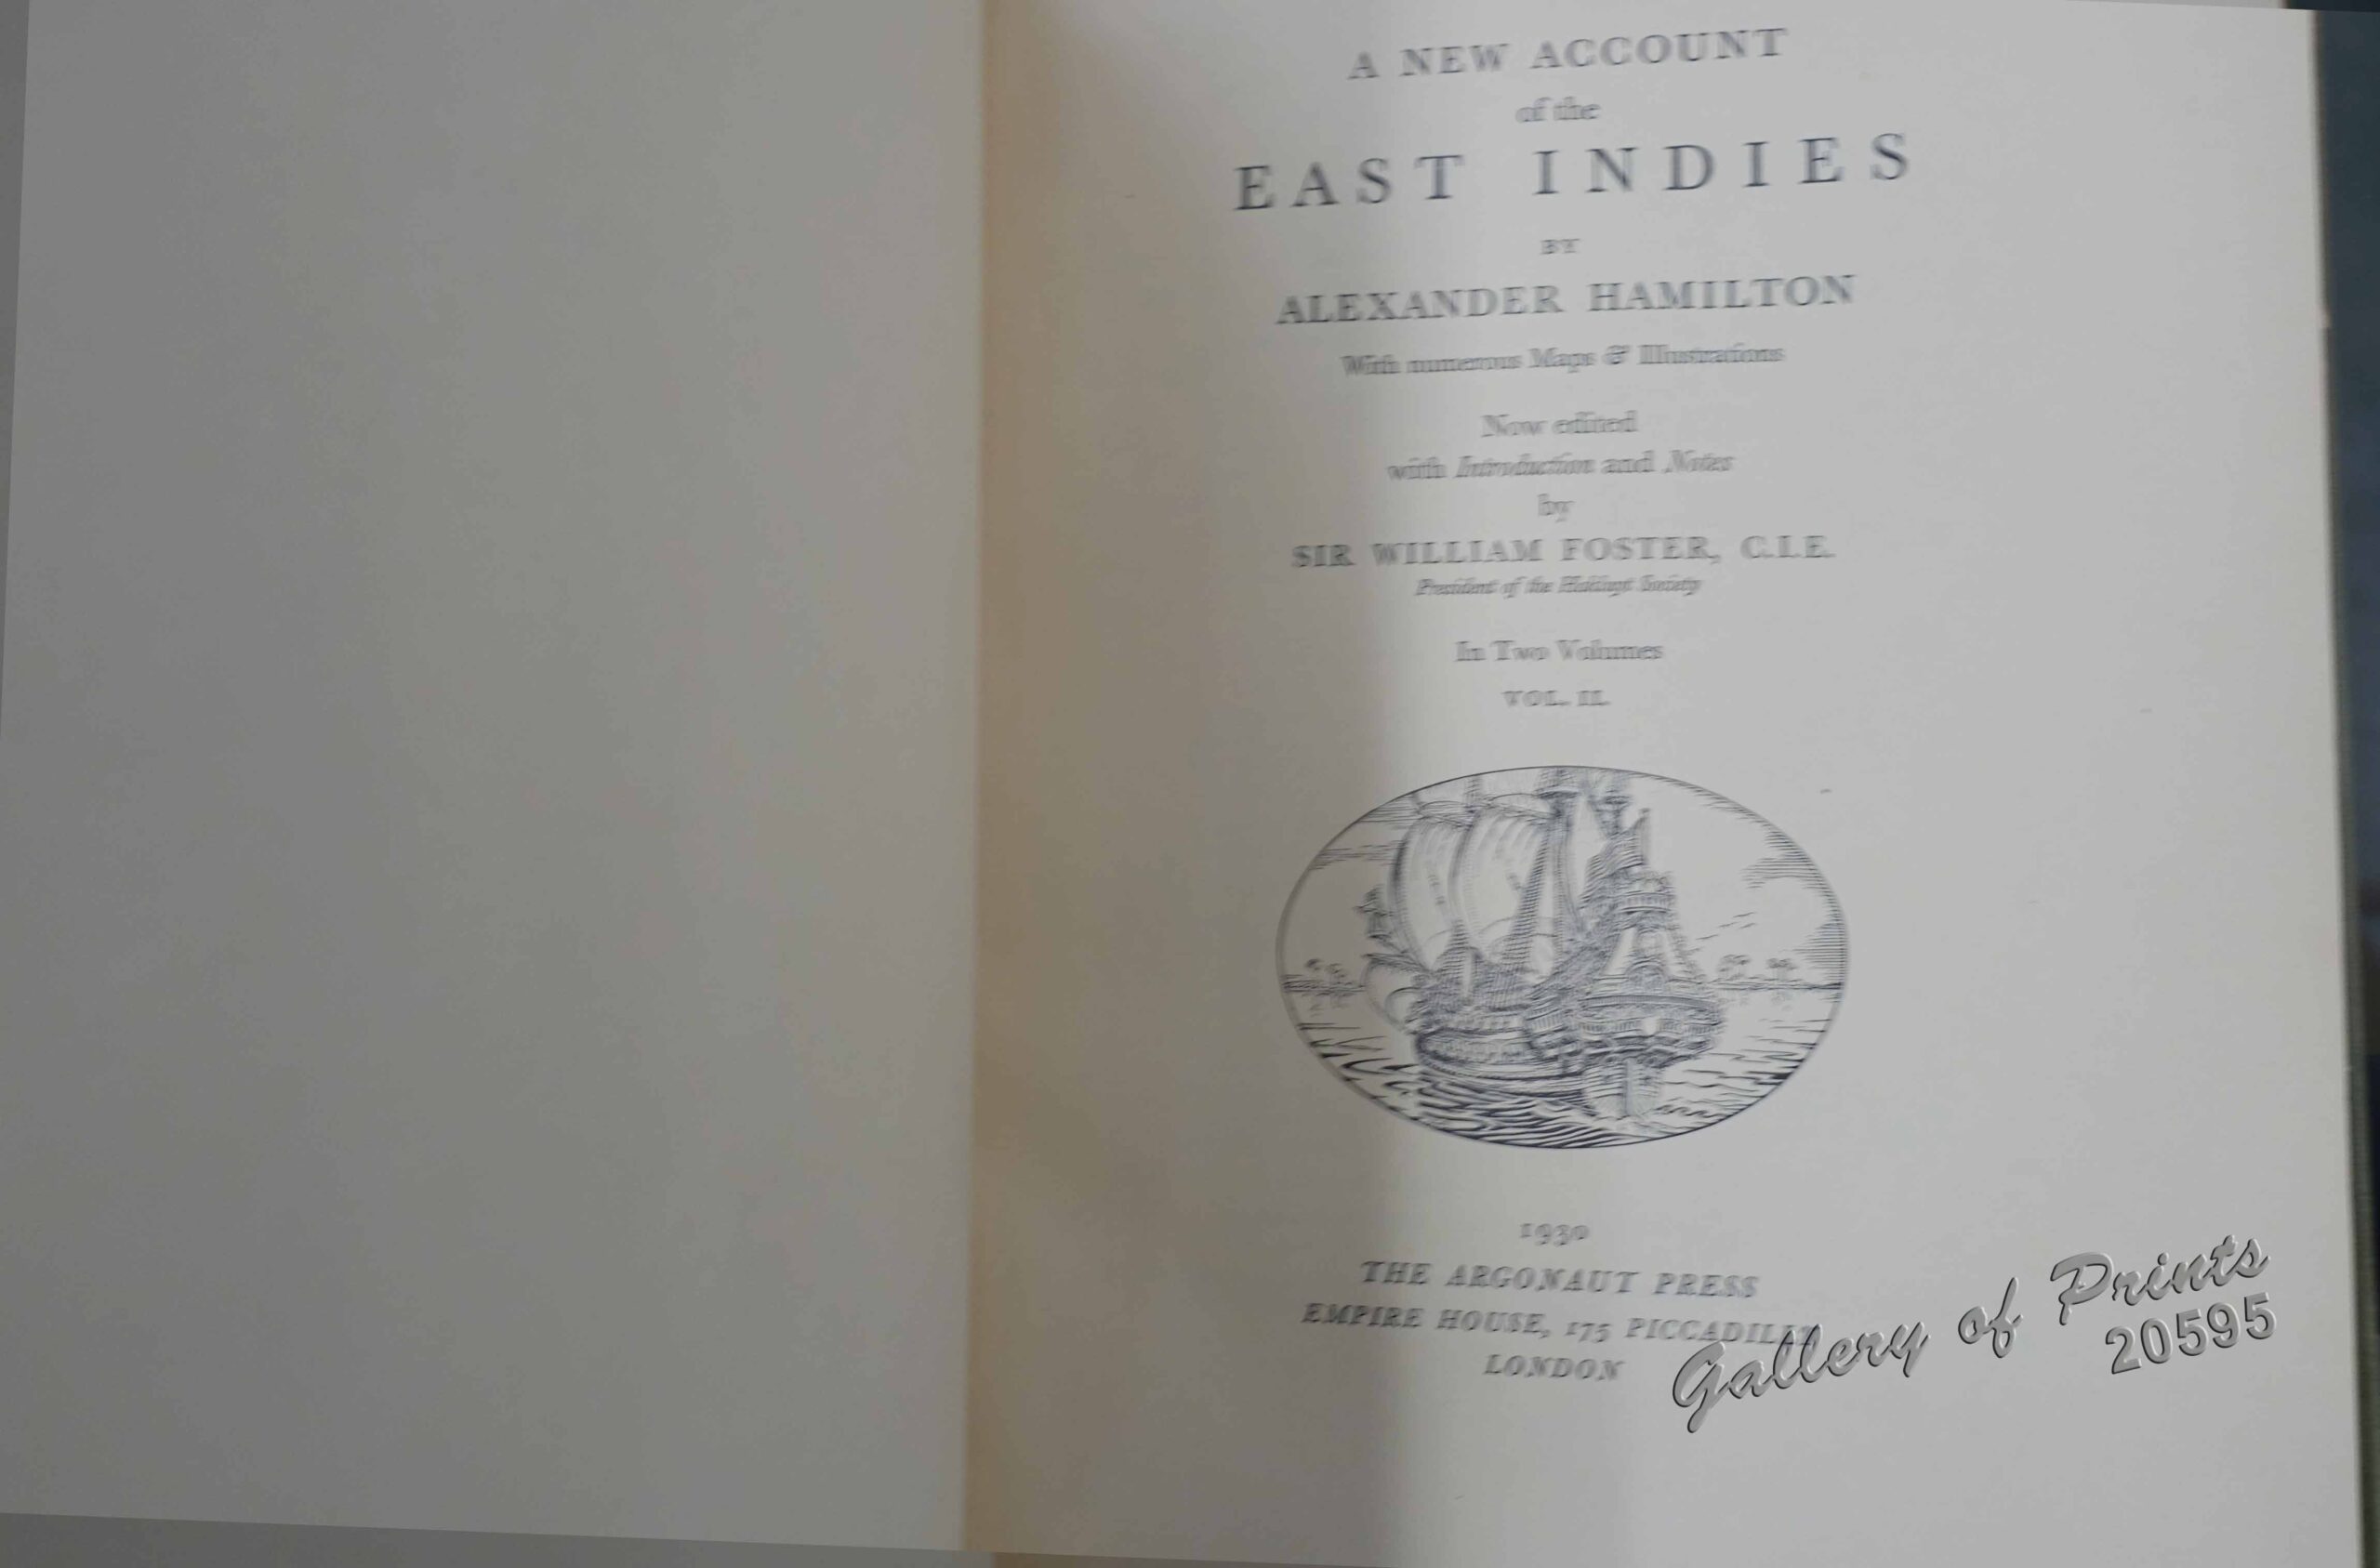 A NEW ACCOUNT
of the
EAST INDIES
BY
ALEXANDER HAMILTON
With numerous Maps & Illustrations
Now edited
with Introduction and Notes
by
SIR WILLIAM FOSTER, C.I.E.
President of the Hakluyt Society
In Two Volumes
VOL. II.
1930
THE ARGONAUT PRESS
EMPIRE HOUSE, 175 PICCADILLY
LONDON
Gallery of Prints
20595